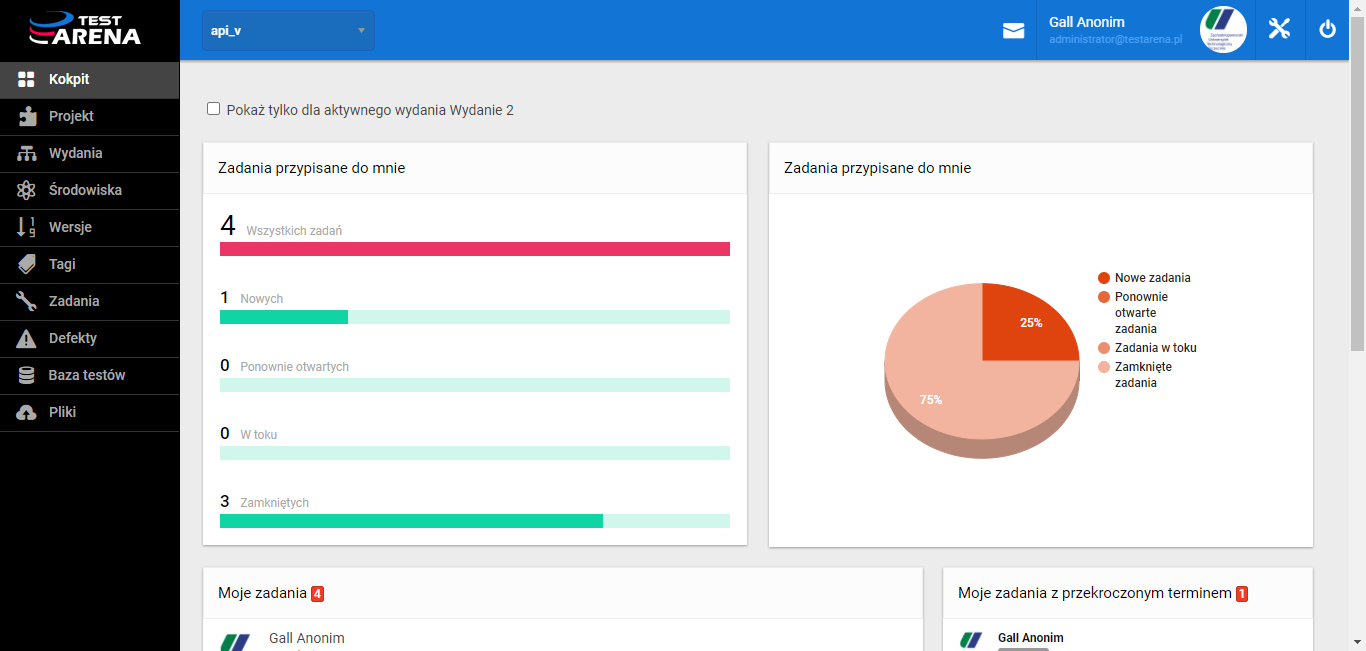 TEST
ARENA
api_v
Gall Anonim
administrator@testarena.pl
Kokpit
Projekt
Wydania
Środowiska
Wersje
Tagi
Zadania
Defekty
Baza testów
Pliki
Pokaż tylko dla aktywnego wydania Wydanie 2
Zadania przypisane do mnie
4 Wszystkich zadań
1 Nowych
0 Ponownie otwartych
0 W toku
3 Zamkniętych
Zadania przypisane do mnie
25%
75%
Nowe zadania
Ponownie
otwarte
zadania
Zadania w toku
Zamknięte
zadania
Moje zadania 4
Gall Anonim
Moje zadania z przekroczonym terminem 1
Gall Anonim